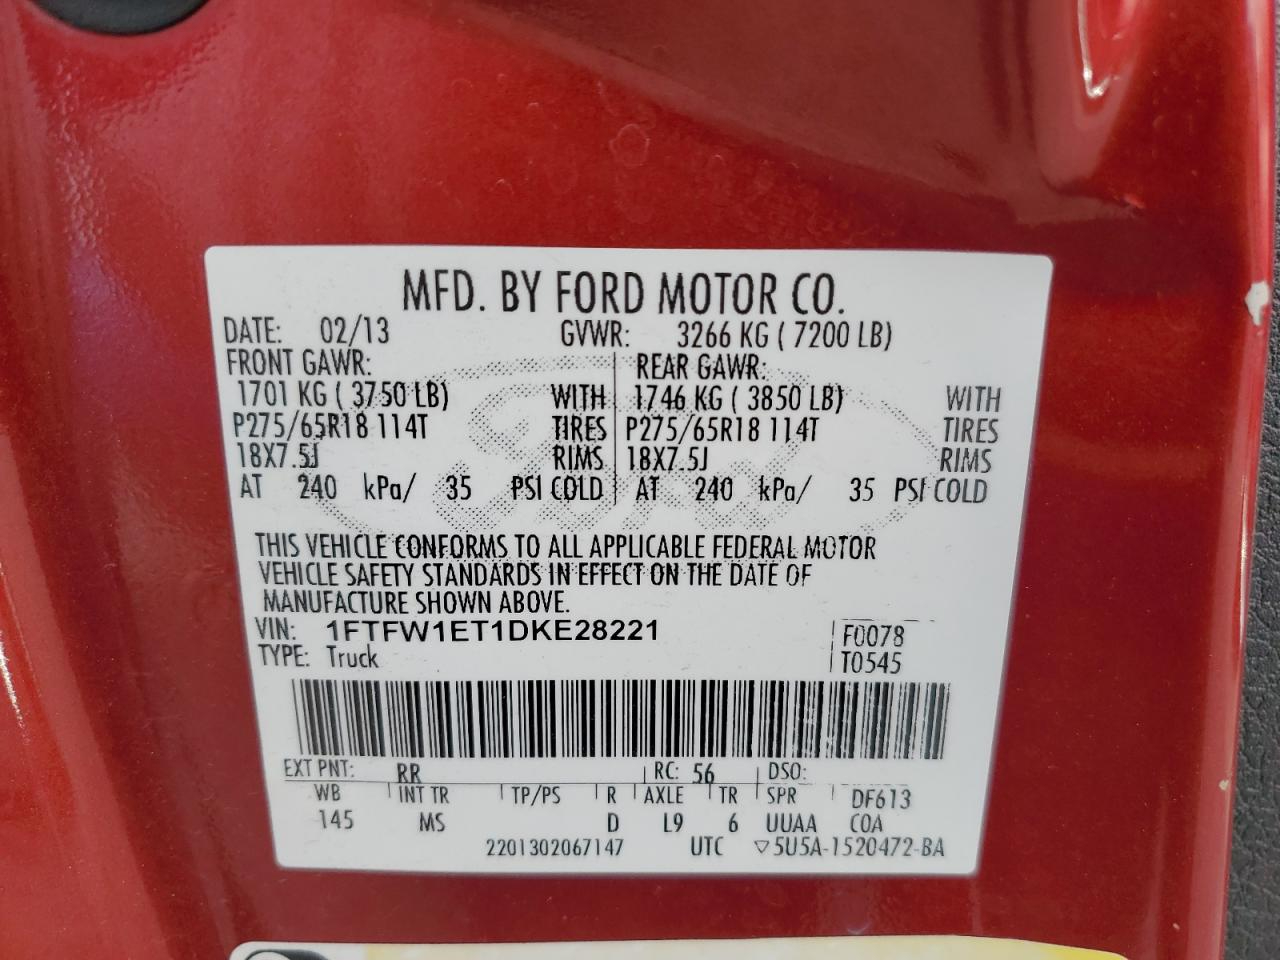 MFD. BY FORD MOTOR CO.
DATE: 02/13 GVWR: 3266 KG ( 7200 LB)
FRONT GAWR: REAR GAWR:
1701 KG ( 3750 LB) WITH 1746 KG ( 3850 LB) WITH
P275/65R18 114T TIRES P275/65R18 114T TIRES
18X7.5J RIMS 18X7.5J RIMS
AT 240 kPa/ 35 PSI COLD AT 240 kPa/ 35 PSI COLD
Ford
THIS VEHICLE CONFORMS TO ALL APPLICABLE FEDERAL MOTOR
VEHICLE SAFETY STANDARDS IN EFFECT ON THE DATE OF
MANUFACTURE SHOWN ABOVE.
VIN: 1FTFW1ET1DKE28221 F0078
TYPE: Truck T0545
EXT PNT: RR RC: 56 DSO:
WB INT TR TP/PS R AXLE TR SPR DF613
145 MS D L9 6 UUAA COA
2201302067147 UTC ▽5U5A-1520472-BA